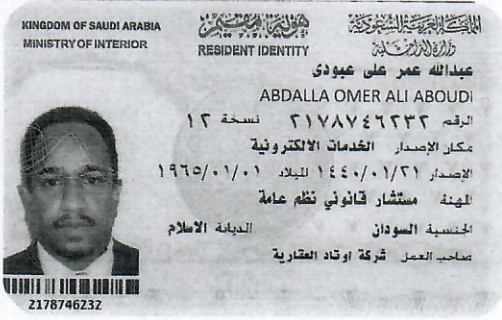 KINGDOM OF SAUDI ARABIA
MINISTRY OF INTERIOR
هوية مقيم
RESIDENT IDENTITY
المملكة العربية السعودية
وزارة الداخلية
عبدالله عمر على عبودى
ABDALLA OMER ALI ABOUDI
الرقم ٢١٧٨٧٤٦٢٣٢ نسخة ١٢
مكان الإصدار الخدمات الالكترونية
الإصدار ١٤٤٠/٠١/٢١ الميلاد ١٩٦٥/٠١/٠١
المهنة مستشار قانوني نظم عامة
الجنسية السودان الديانة الاسلام
صاحب العمل شركة اوتاد العقارية
2178746232